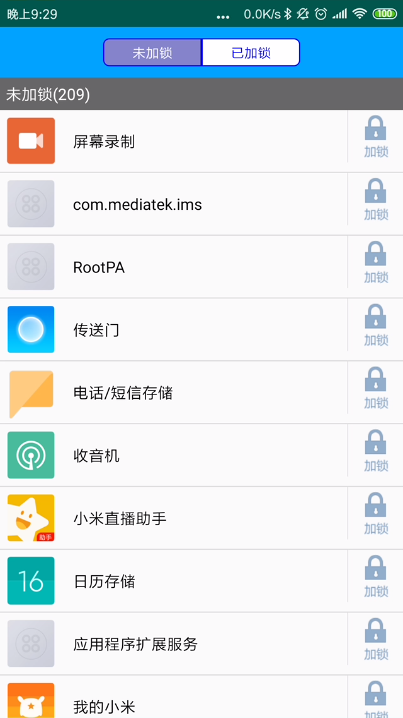 晚上9:29 ... 0.0K/s 100
未加锁 已加锁
未加锁(209)
屏幕录制 加锁
com.mediatek.ims 加锁
RootPA 加锁
传送门 加锁
电话/短信存储 加锁
收音机 加锁
小米直播助手 加锁
助手
16 日历存储 加锁
应用程序扩展服务 加锁
我的小米 加锁